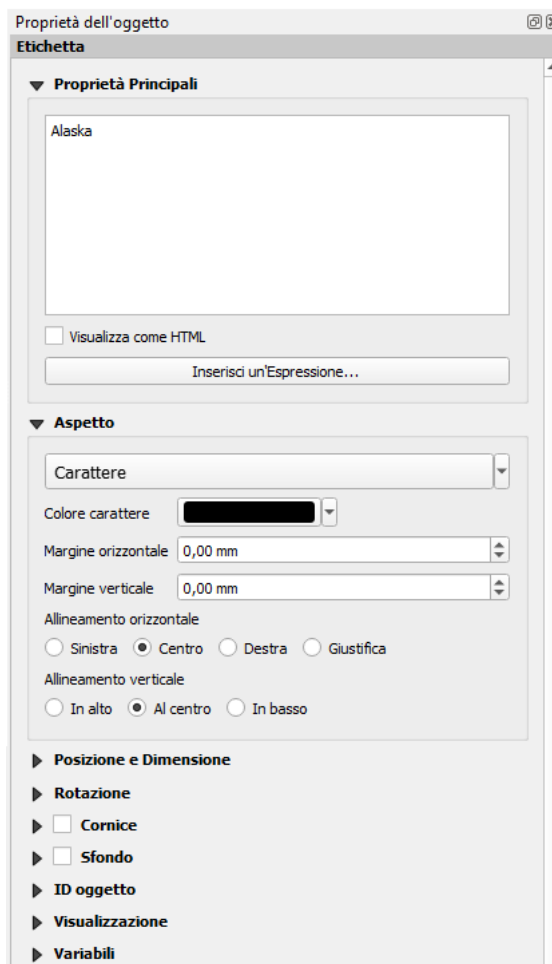 Proprietà dell'oggetto
Etichetta
Proprietà Principali
Alaska
Visualizza come HTML
Inserisci un'Espressione...
Aspetto
Carattere
Colore carattere
Margine orizzontale 0,00 mm
Margine verticale 0,00 mm
Allineamento orizzontale
Sinistra Centro Destra Giustifica
Allineamento verticale
In alto Al centro In basso
Posizione e Dimensione
Rotazione
Cornice
Sfondo
ID oggetto
Visualizzazione
Variabili